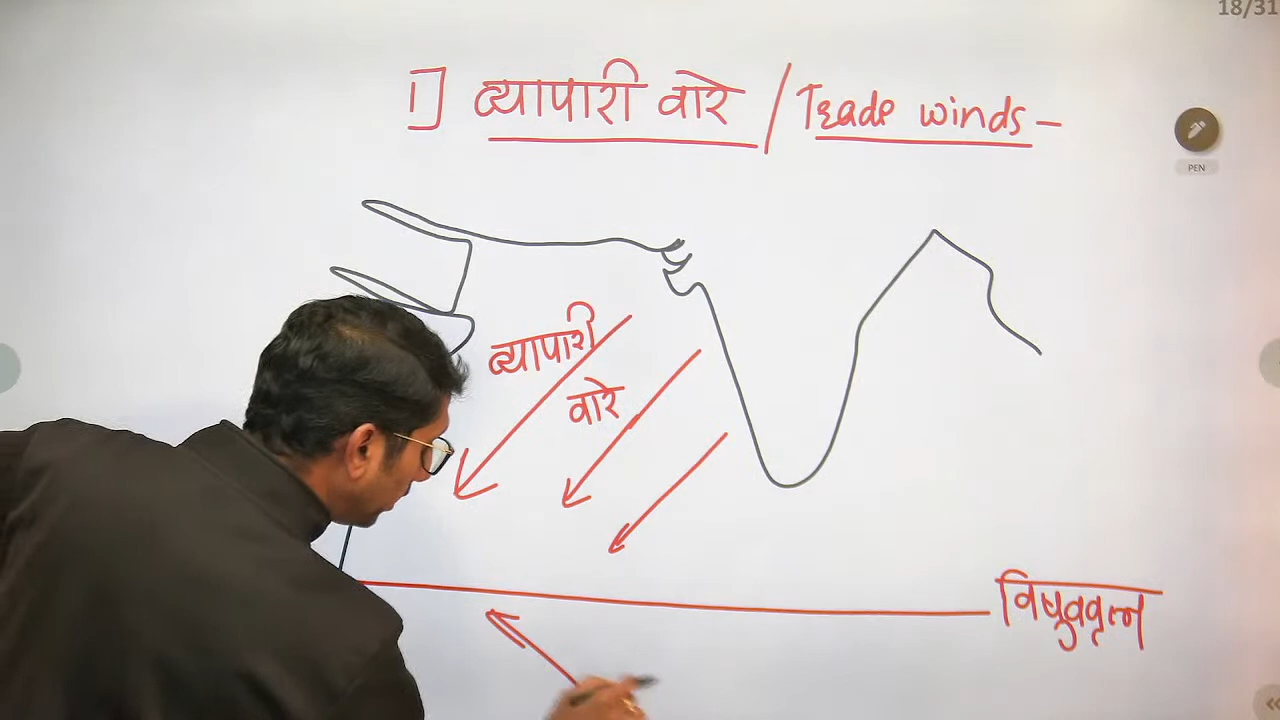 18/31
1] व्यापारी वारे / Trade winds -
PEN
व्यापारी
वारे
विषुववृत्त